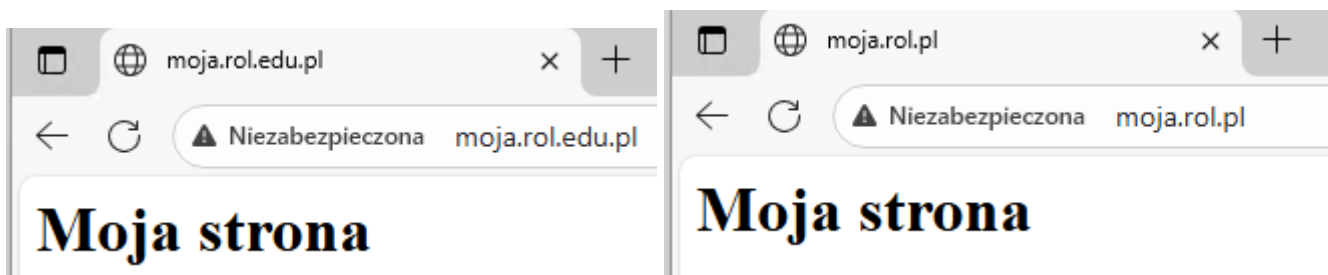 moja.rol.edu.pl
Niezabezpieczona moja.rol.edu.pl
Moja strona
moja.rol.pl
Niezabezpieczona moja.rol.pl
Moja strona